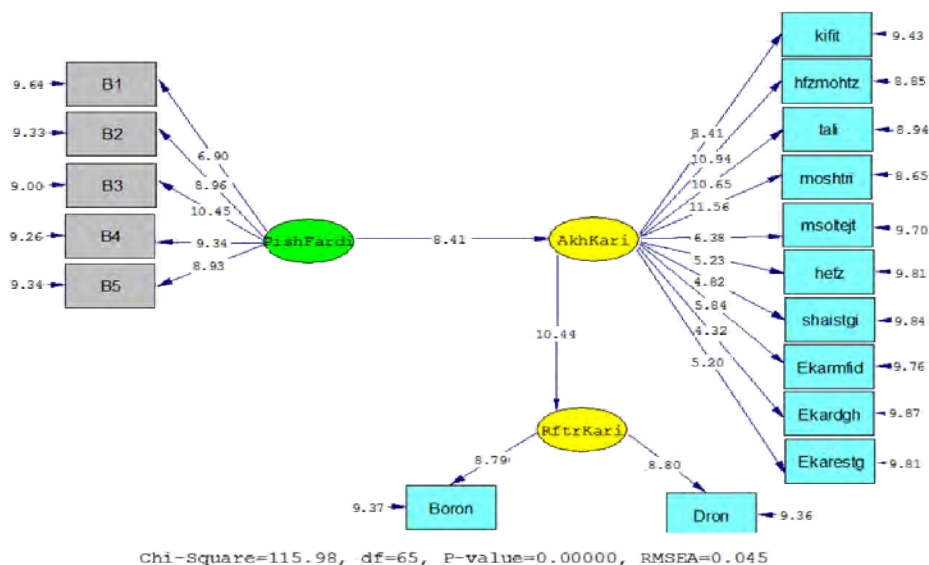 9.64 B1
9.33 B2
9.00 B3
9.26 B4
9.34 B5
6.90
8.96
10.45
9.34
8.93
PishFardi
8.41
AkhKari
8.41
10.94
10.65
11.56
6.38
5.23
4.82
5.84
4.32
5.20
kifit 9.43
hfzmohtz 8.85
tali 8.94
moshtri 8.65
msoltejt 9.70
hefz 9.81
shaistgi 9.84
Ekarmfid 9.76
Ekardgh 9.87
Ekarestg 9.81
10.44
RftrKari
8.79
8.80
9.37 Boron
Dron 9.36
Chi-Square=115.98, df=65, P-value=0.00000, RMSEA=0.045